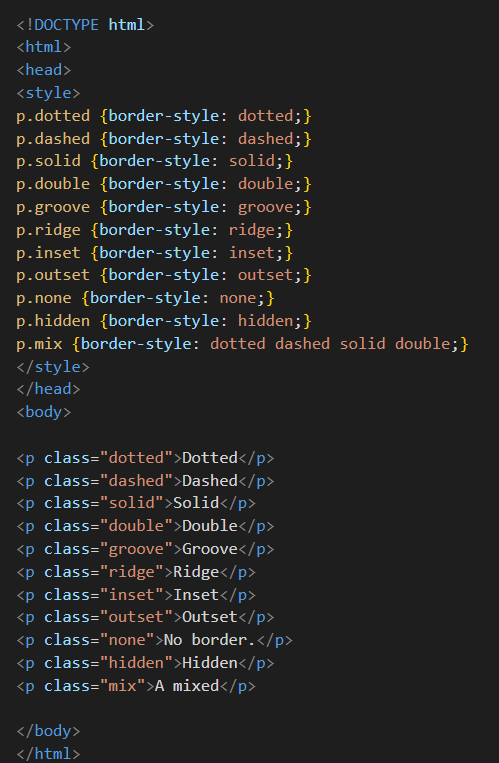 <!DOCTYPE html>
<html>
<head>
<style>
p.dotted {border-style: dotted;}
p.dashed {border-style: dashed;}
p.solid {border-style: solid;}
p.double {border-style: double;}
p.groove {border-style: groove;}
p.ridge {border-style: ridge;}
p.inset {border-style: inset;}
p.outset {border-style: outset;}
p.none {border-style: none;}
p.hidden {border-style: hidden;}
p.mix {border-style: dotted dashed solid double;}
</style>
</head>
<body>
<p class="dotted">Dotted</p>
<p class="dashed">Dashed</p>
<p class="solid">Solid</p>
<p class="double">Double</p>
<p class="groove">Groove</p>
<p class="ridge">Ridge</p>
<p class="inset">Inset</p>
<p class="outset">Outset</p>
<p class="none">No border.</p>
<p class="hidden">Hidden</p>
<p class="mix">A mixed</p>
</body>
</html>